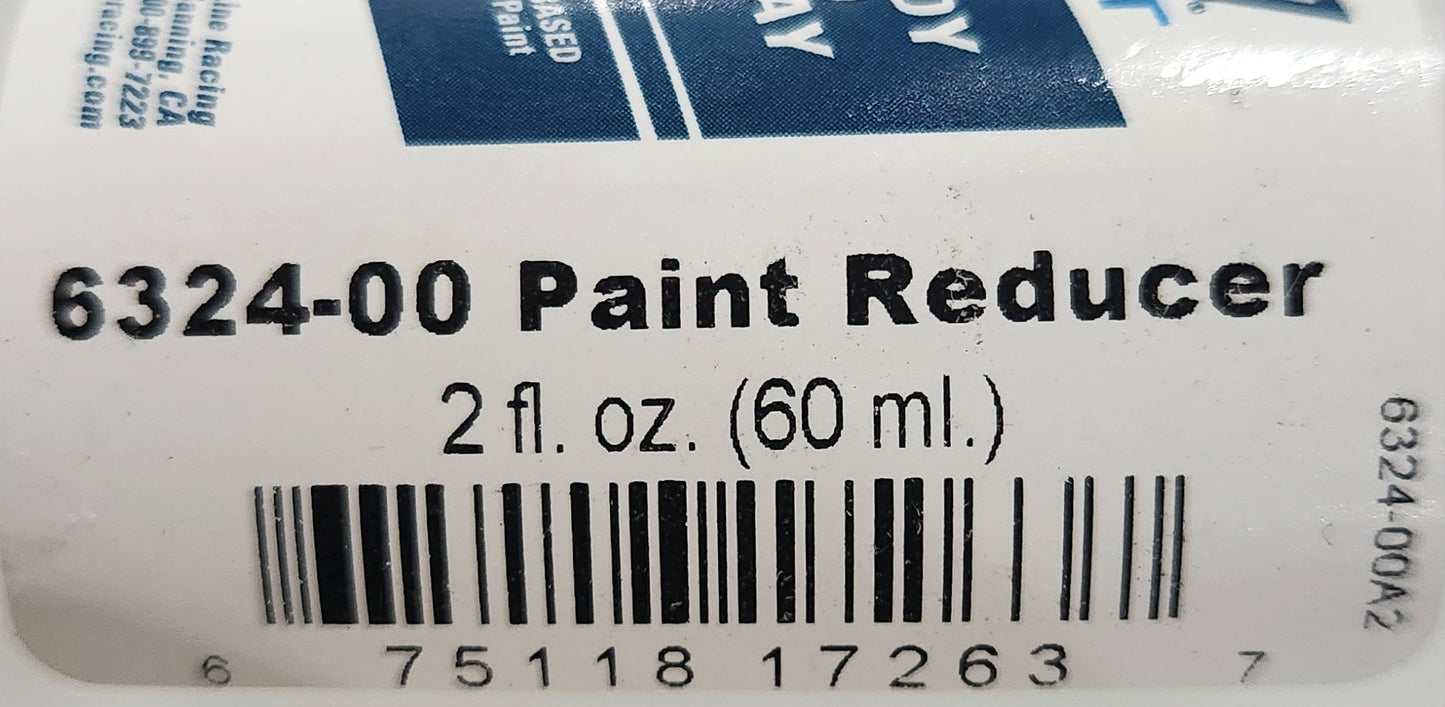 Racing
CA
899-7223
racing.com
Paint
6324-00 Paint Reducer
2 fl. oz. (60 ml.)
6324-00A2
6 75118 17263 7